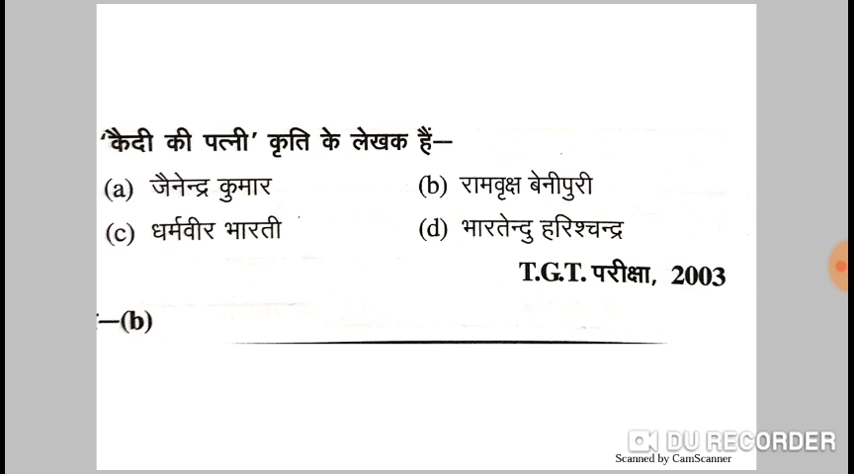 'कैदी की पत्नी' कृति के लेखक हैं—
(a) जैनेन्द्र कुमार (b) रामवृक्ष बेनीपुरी
(c) धर्मवीर भारती (d) भारतेन्दु हरिश्चन्द्र
T.G.T. परीक्षा, 2003
—(b)
DU RECORDER
Scanned by CamScanner